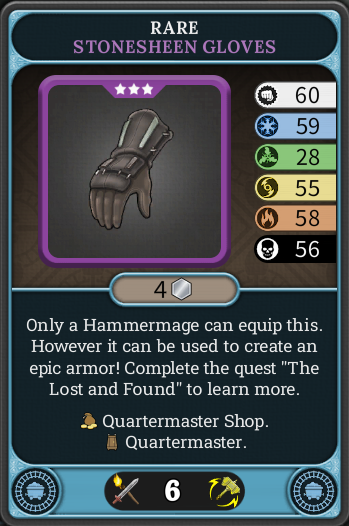 RARE
STONESHEEN GLOVES
60
59
28
55
58
56
4
Only a Hammermage can equip this.
However it can be used to create an
epic armor! Complete the quest "The
Lost and Found" to learn more.
Quartermaster Shop.
Quartermaster.
6